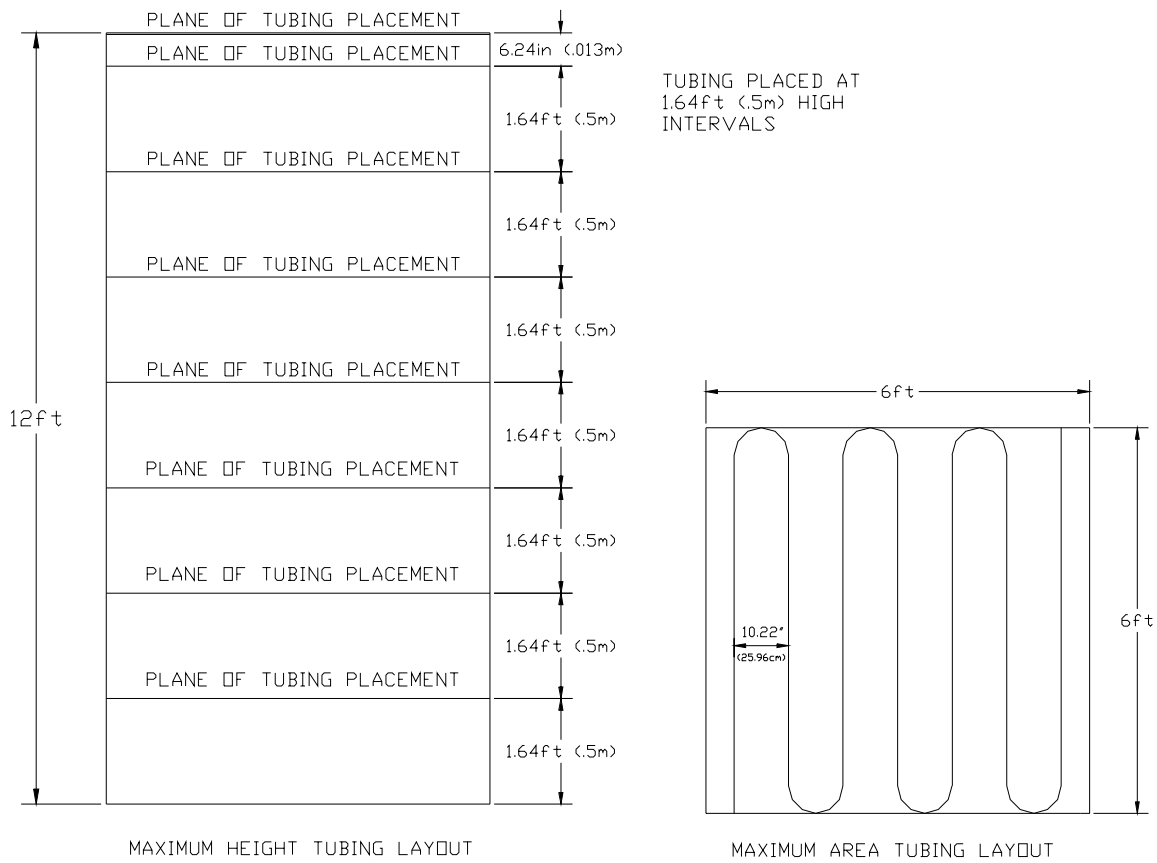 PLANE OF TUBING PLACEMENT
PLANE OF TUBING PLACEMENT
6.24in (.013m)
TUBING PLACED AT
1.64ft (.5m) HIGH
INTERVALS
1.64ft (.5m)
PLANE OF TUBING PLACEMENT
1.64ft (.5m)
PLANE OF TUBING PLACEMENT
1.64ft (.5m)
PLANE OF TUBING PLACEMENT
12ft
1.64ft (.5m)
PLANE OF TUBING PLACEMENT
1.64ft (.5m)
PLANE OF TUBING PLACEMENT
1.64ft (.5m)
PLANE OF TUBING PLACEMENT
1.64ft (.5m)
MAXIMUM HEIGHT TUBING LAYOUT
6ft
10.22"
(25.96cm)
6ft
MAXIMUM AREA TUBING LAYOUT